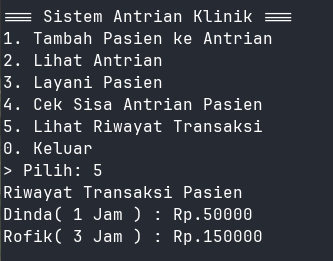 === Sistem Antrian Klinik ===
1. Tambah Pasien ke Antrian
2. Lihat Antrian
3. Layani Pasien
4. Cek Sisa Antrian Pasien
5. Lihat Riwayat Transaksi
0. Keluar
> Pilih: 5
Riwayat Transaksi Pasien
Dinda( 1 Jam ) : Rp.50000
Rofik( 3 Jam ) : Rp.150000